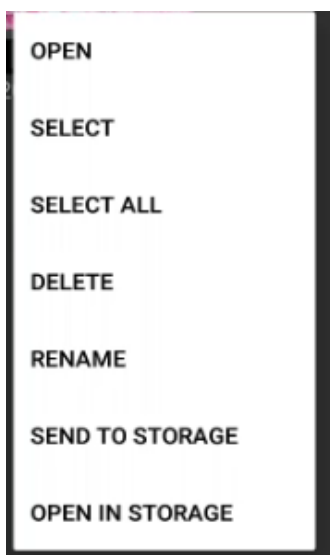 OPEN
SELECT
SELECT ALL
DELETE
RENAME
SEND TO STORAGE
OPEN IN STORAGE